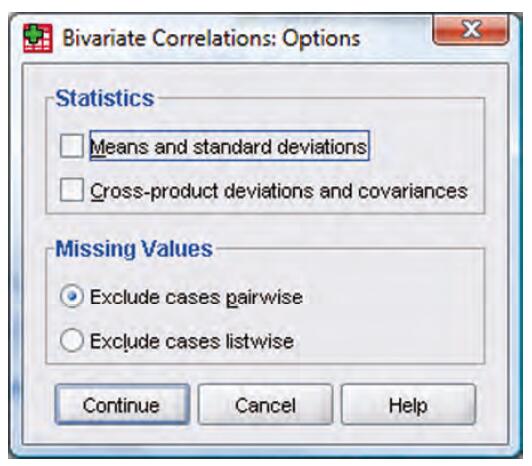 Bivariate Correlations: Options
Statistics
Means and standard deviations
Cross-product deviations and covariances
Missing Values
Exclude cases pairwise
Exclude cases listwise
Continue Cancel Help